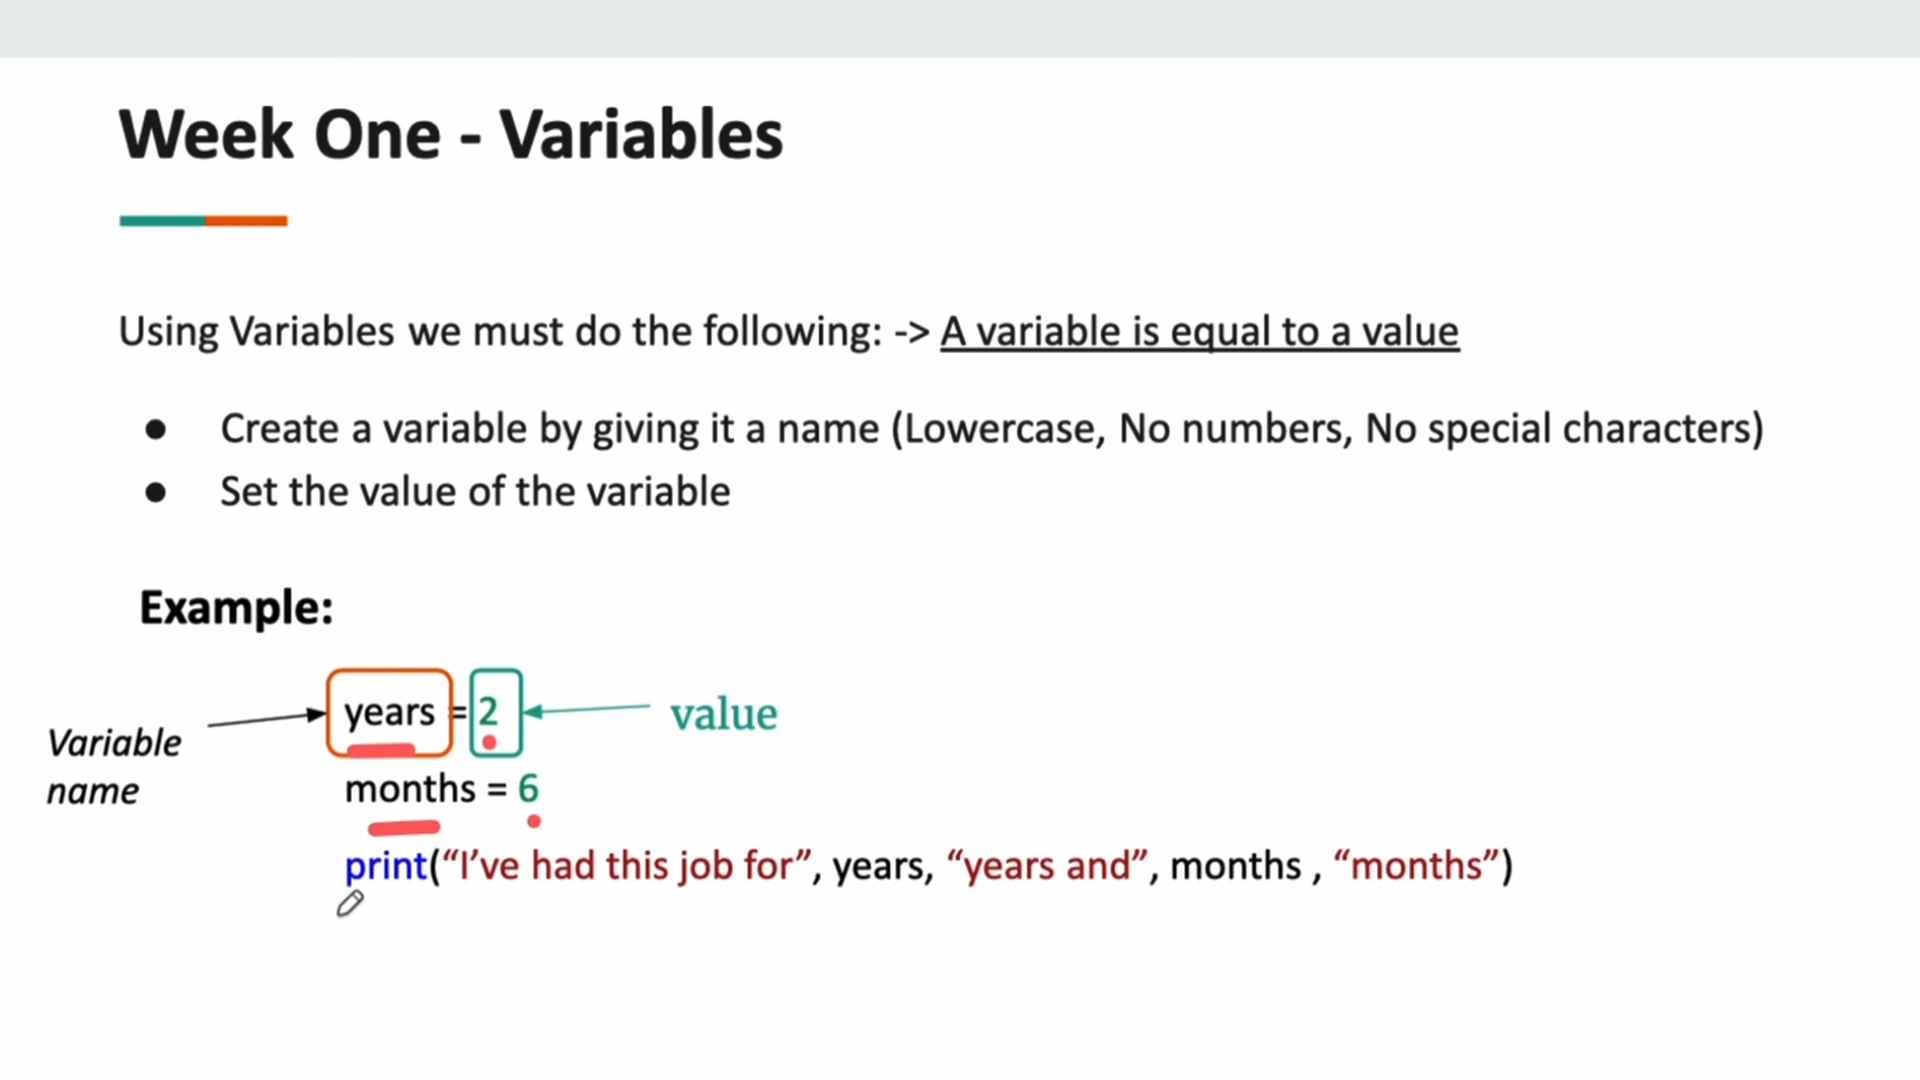 Week One - Variables
Using Variables we must do the following: -> A variable is equal to a value
● Create a variable by giving it a name (Lowercase, No numbers, No special characters)
● Set the value of the variable
Example:
Variable
name
years = 2
value
months = 6
print(“I’ve had this job for”, years, “years and”, months , “months”)